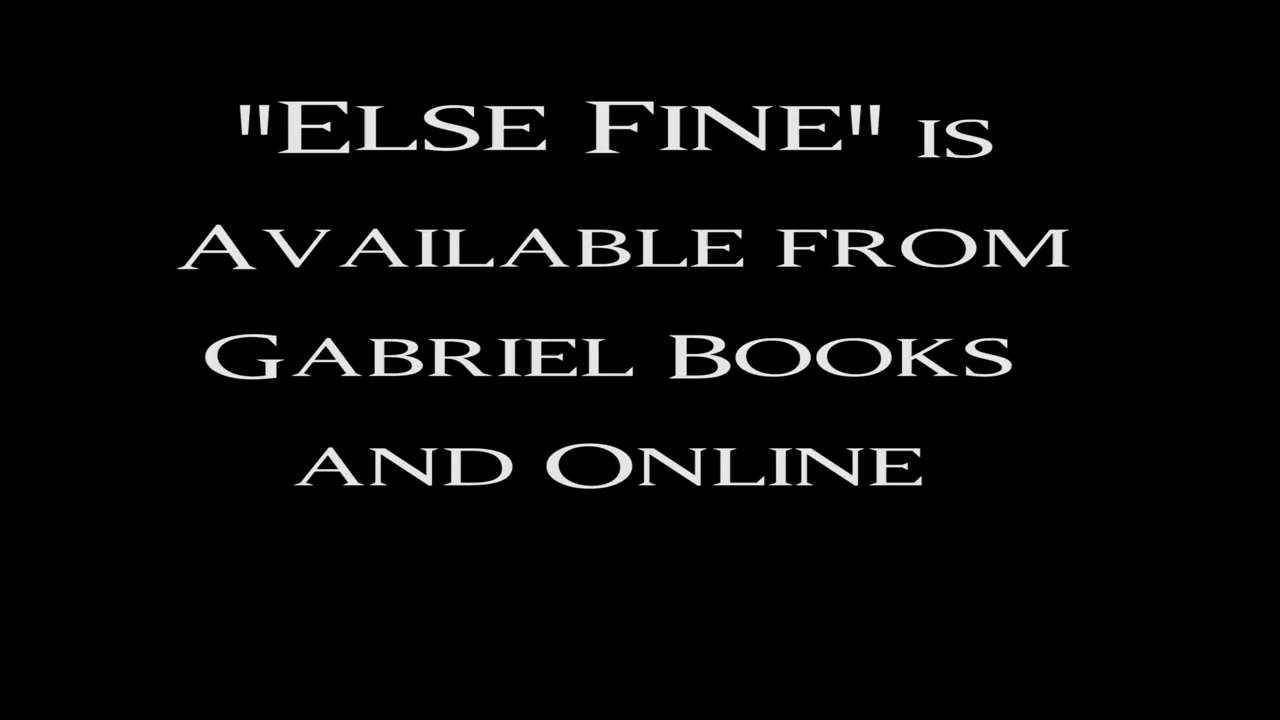 "Else Fine" is
Available from
Gabriel Books
and Online